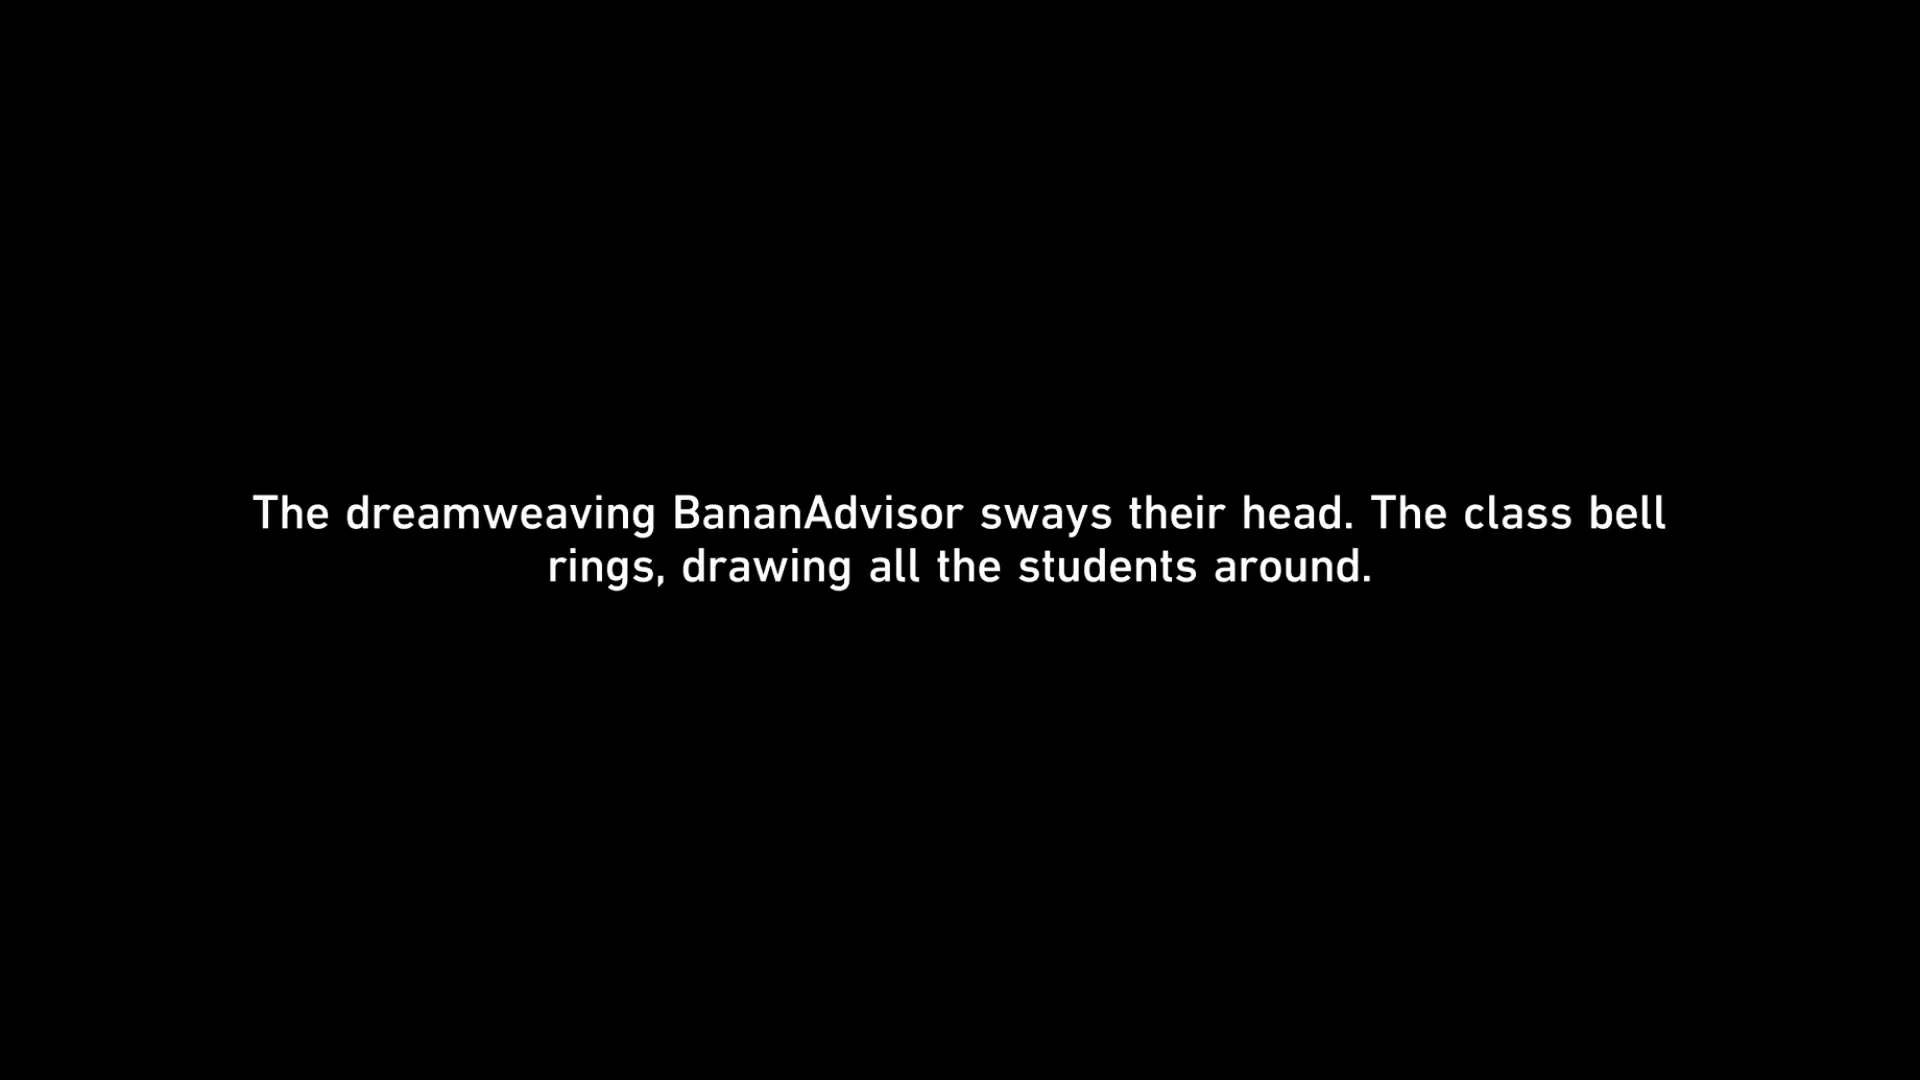 The dreamweaving BananAdvisor sways their head. The class bell
rings, drawing all the students around.